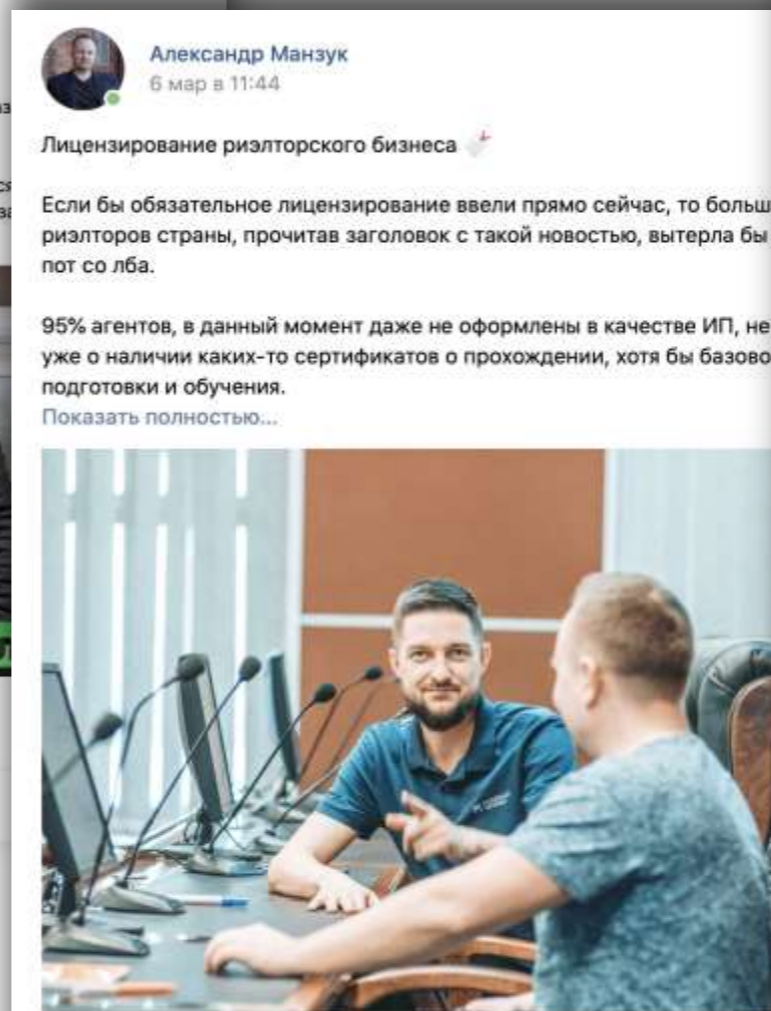 Александр Манзук
6 мар в 11:44
Лицензирование риэлторского бизнеса
Если бы обязательное лицензирование ввели прямо сейчас, то больш
риэлторов страны, прочитав заголовок с такой новостью, вытерла бы
пот со лба.
95% агентов, в данный момент даже не оформлены в качестве ИП, не
уже о наличии каких-то сертификатов о прохождении, хотя бы базово
подготовки и обучения.
Показать полностью...